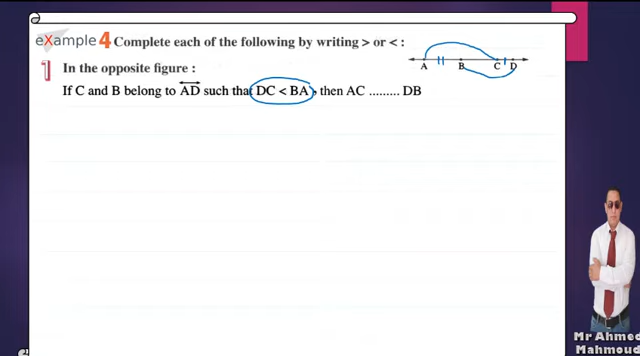 eXample 4 Complete each of the following by writing > or < :
1 In the opposite figure :
A B C D
If C and B belong to AD such that DC < BA , then AC ......... DB
Mr Ahmed
Mahmoud